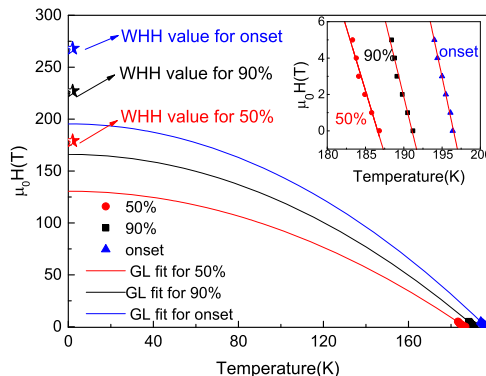 300
250
200
150
100
50
0
μ0H(T)
0
40
80
120
160
Temperature(K)
WHH value for onset
WHH value for 90%
WHH value for 50%
50%
90%
onset
GL fit for 50%
GL fit for 90%
GL fit for onset
6
4
2
0
μ0H(T)
180
185
190
195
Temperature(K)
90%
onset
50%